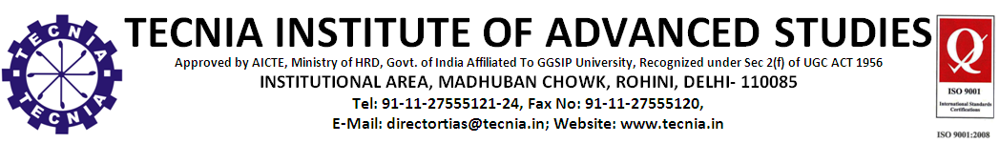 TECNIA
TECNIA
TECNIA INSTITUTE OF ADVANCED STUDIES
Approved by AICTE, Ministry of HRD, Govt. of India Affiliated To GGSIP University, Recognized under Sec 2(f) of UGC ACT 1956
INSTITUTIONAL AREA, MADHUBAN CHOWK, ROHINI, DELHI- 110085
Tel: 91-11-27555121-24, Fax No: 91-11-27555120,
E-Mail: directortias@tecnia.in; Website: www.tecnia.in
ISO 9001
International Standards
Certifications
ISO 9001:2008